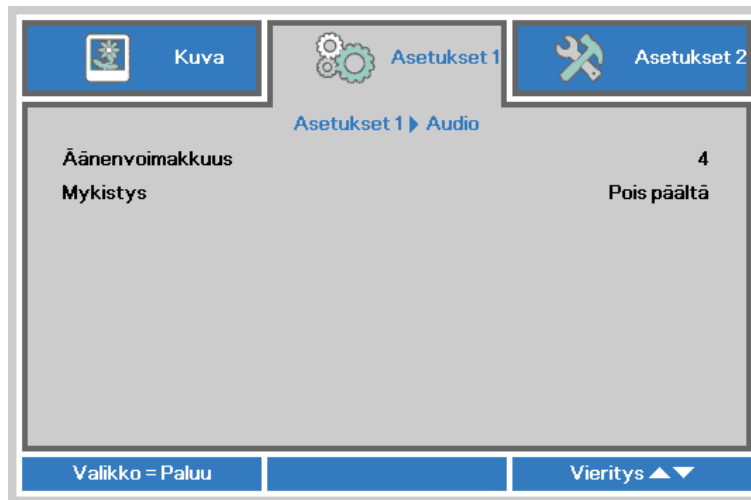 Kuva
Asetukset 1
Asetukset 2
Asetukset 1 ▶ Audio
Äänenvoimakkuus 4
Mykistys Pois päältä
Valikko = Paluu
Vieritys ▲▼